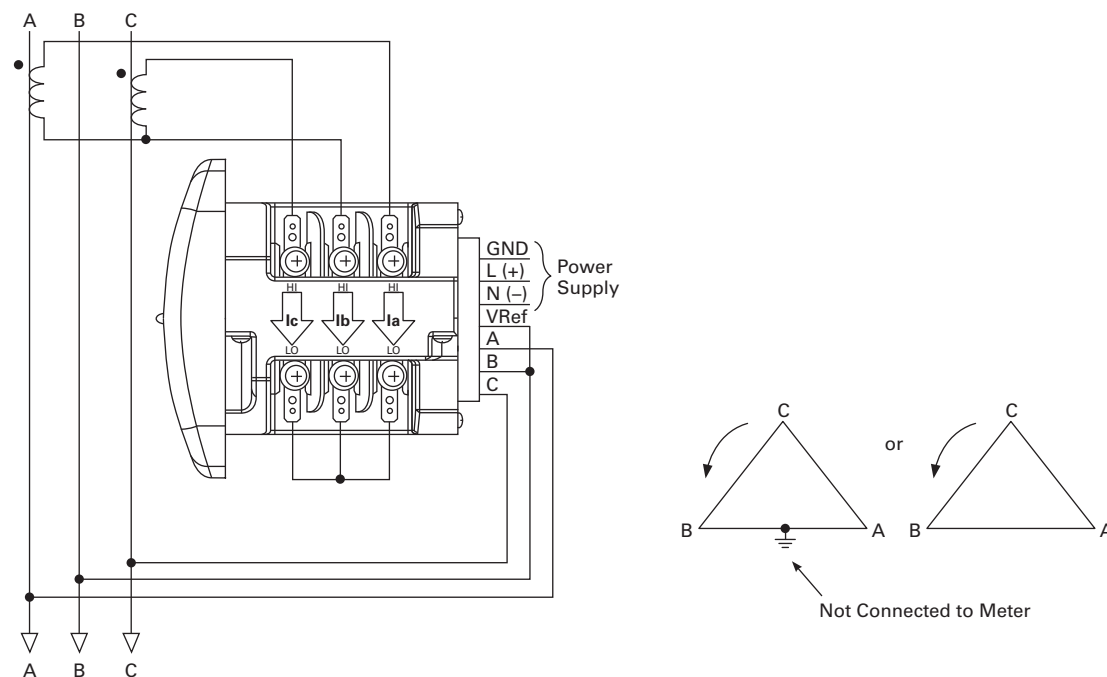 A B C
GND
L (+)
N (–)
VRef
A
B
C
Power
Supply
HI HI HI
Ic Ib Ia
LO LO LO
C
B A
or
C
B A
Not Connected to Meter
A B C